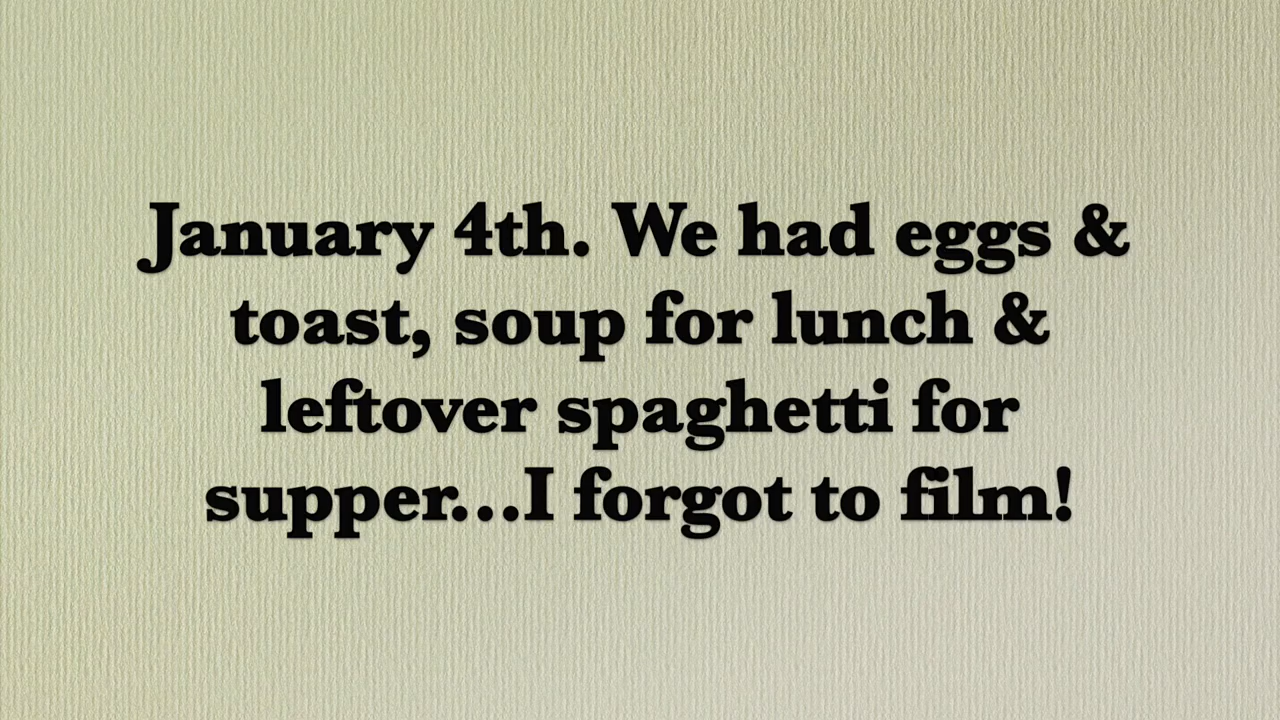 January 4th. We had eggs &
toast, soup for lunch &
leftover spaghetti for
supper...I forgot to film!